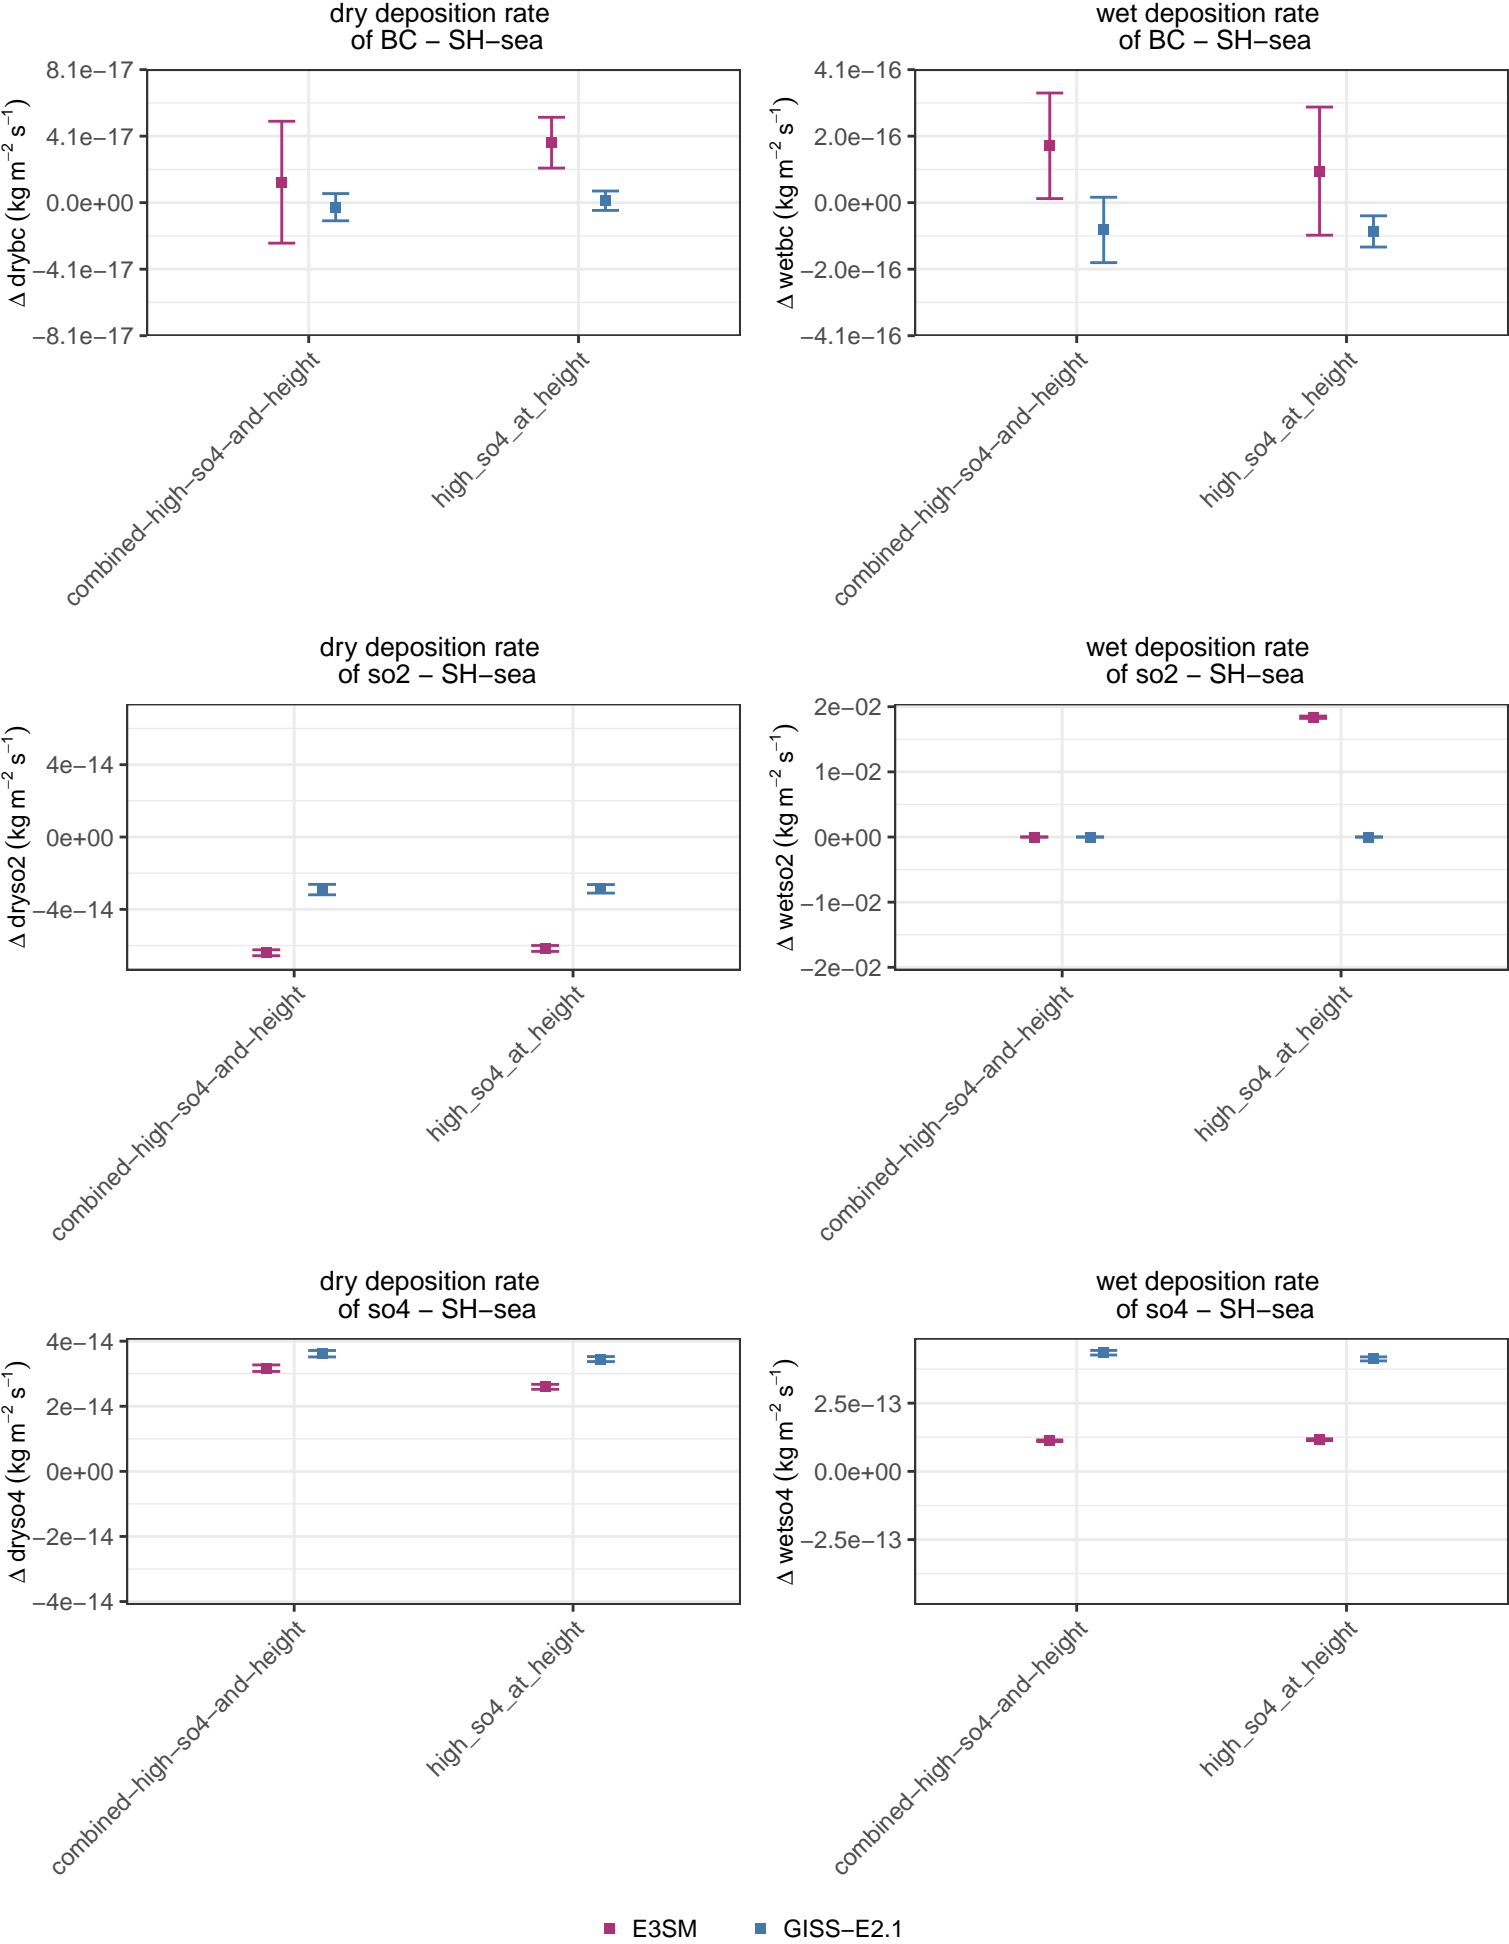 dry deposition rate
of BC − SH−sea
Δ drybc (kg m⁻² s⁻¹)
8.1e−17
4.1e−17
0.0e+00
−4.1e−17
−8.1e−17
combined−high−so4−and−height
high_so4_at_height
wet deposition rate
of BC − SH−sea
Δ wetbc (kg m⁻² s⁻¹)
4.1e−16
2.0e−16
0.0e+00
−2.0e−16
−4.1e−16
combined−high−so4−and−height
high_so4_at_height
dry deposition rate
of so2 − SH−sea
Δ dryso2 (kg m⁻² s⁻¹)
4e−14
0e+00
−4e−14
combined−high−so4−and−height
high_so4_at_height
wet deposition rate
of so2 − SH−sea
Δ wetso2 (kg m⁻² s⁻¹)
2e−02
1e−02
0e+00
−1e−02
−2e−02
combined−high−so4−and−height
high_so4_at_height
dry deposition rate
of so4 − SH−sea
Δ dryso4 (kg m⁻² s⁻¹)
4e−14
2e−14
0e+00
−2e−14
−4e−14
combined−high−so4−and−height
high_so4_at_height
wet deposition rate
of so4 − SH−sea
Δ wetso4 (kg m⁻² s⁻¹)
2.5e−13
0.0e+00
−2.5e−13
combined−high−so4−and−height
high_so4_at_height
E3SM
GISS−E2.1